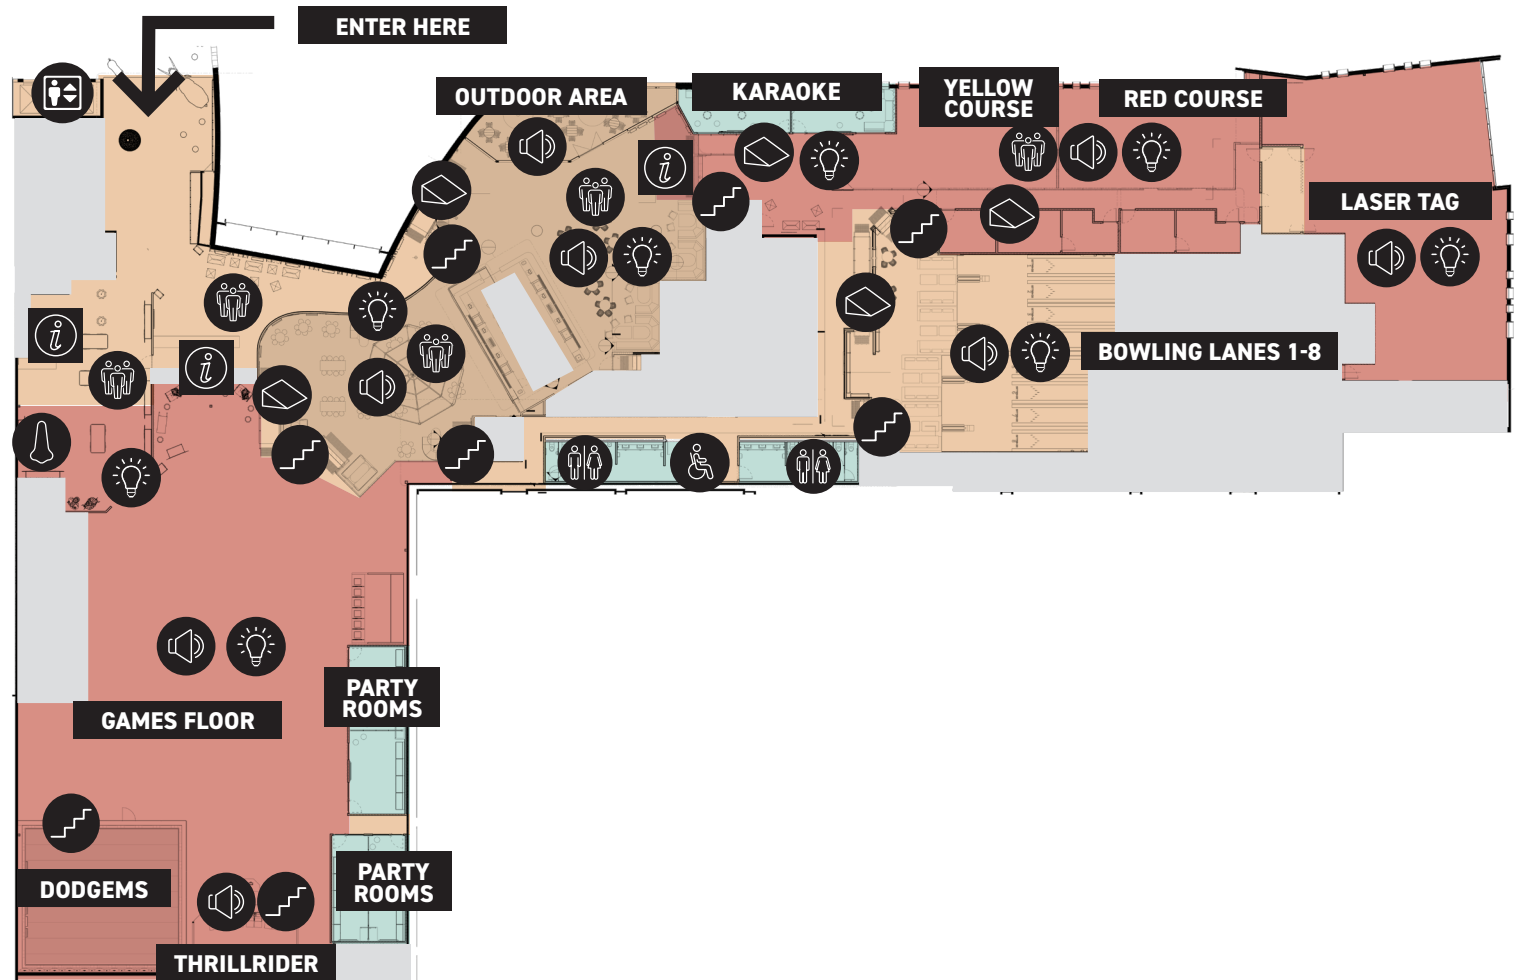 ENTER HERE
OUTDOOR AREA
KARAOKE
YELLOW
COURSE
RED COURSE
LASER TAG
i
i
i
BOWLING LANES 1-8
PARTY
ROOMS
GAMES FLOOR
DODGEMS
PARTY
ROOMS
THRILLRIDER